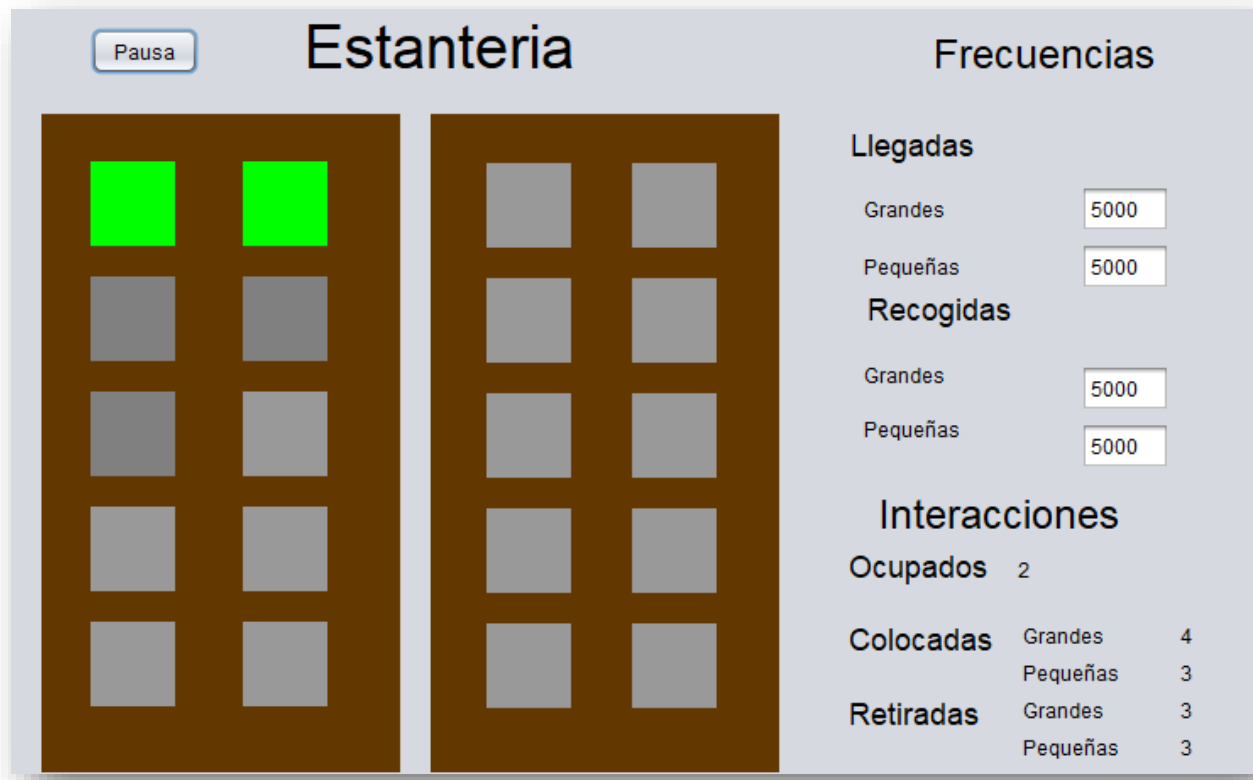 Pausa
Estanteria
Frecuencias
Llegadas
Grandes 5000
Pequeñas 5000
Recogidas
Grandes 5000
Pequeñas 5000
Interacciones
Ocupados 2
Colocadas Grandes 4
Pequeñas 3
Retiradas Grandes 3
Pequeñas 3